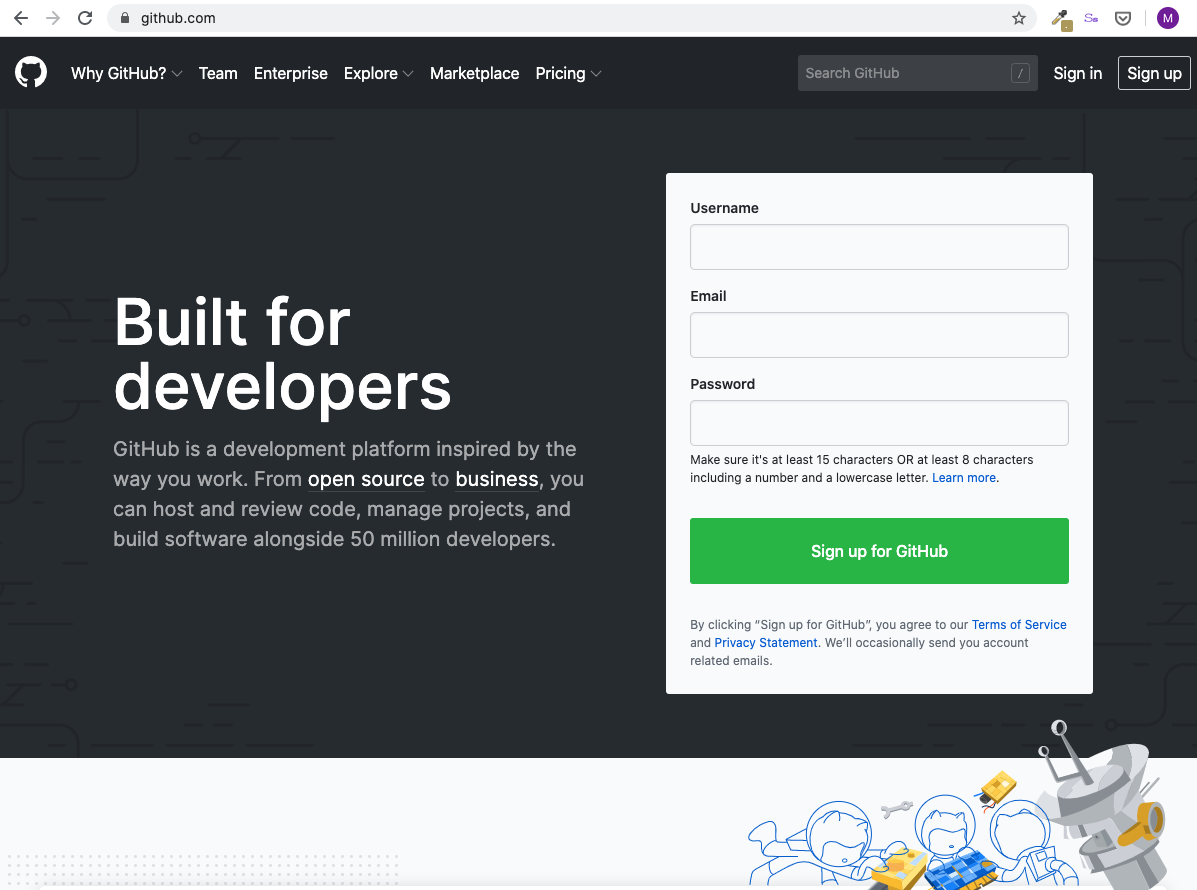 github.com
M
Why GitHub? Team Enterprise Explore Marketplace Pricing
Search GitHub /
Sign in
Sign up
Built for
developers
GitHub is a development platform inspired by the
way you work. From open source to business, you
can host and review code, manage projects, and
build software alongside 50 million developers.
Username
Email
Password
Make sure it's at least 15 characters OR at least 8 characters
including a number and a lowercase letter. Learn more.
Sign up for GitHub
By clicking “Sign up for GitHub”, you agree to our Terms of Service
and Privacy Statement. We’ll occasionally send you account
related emails.